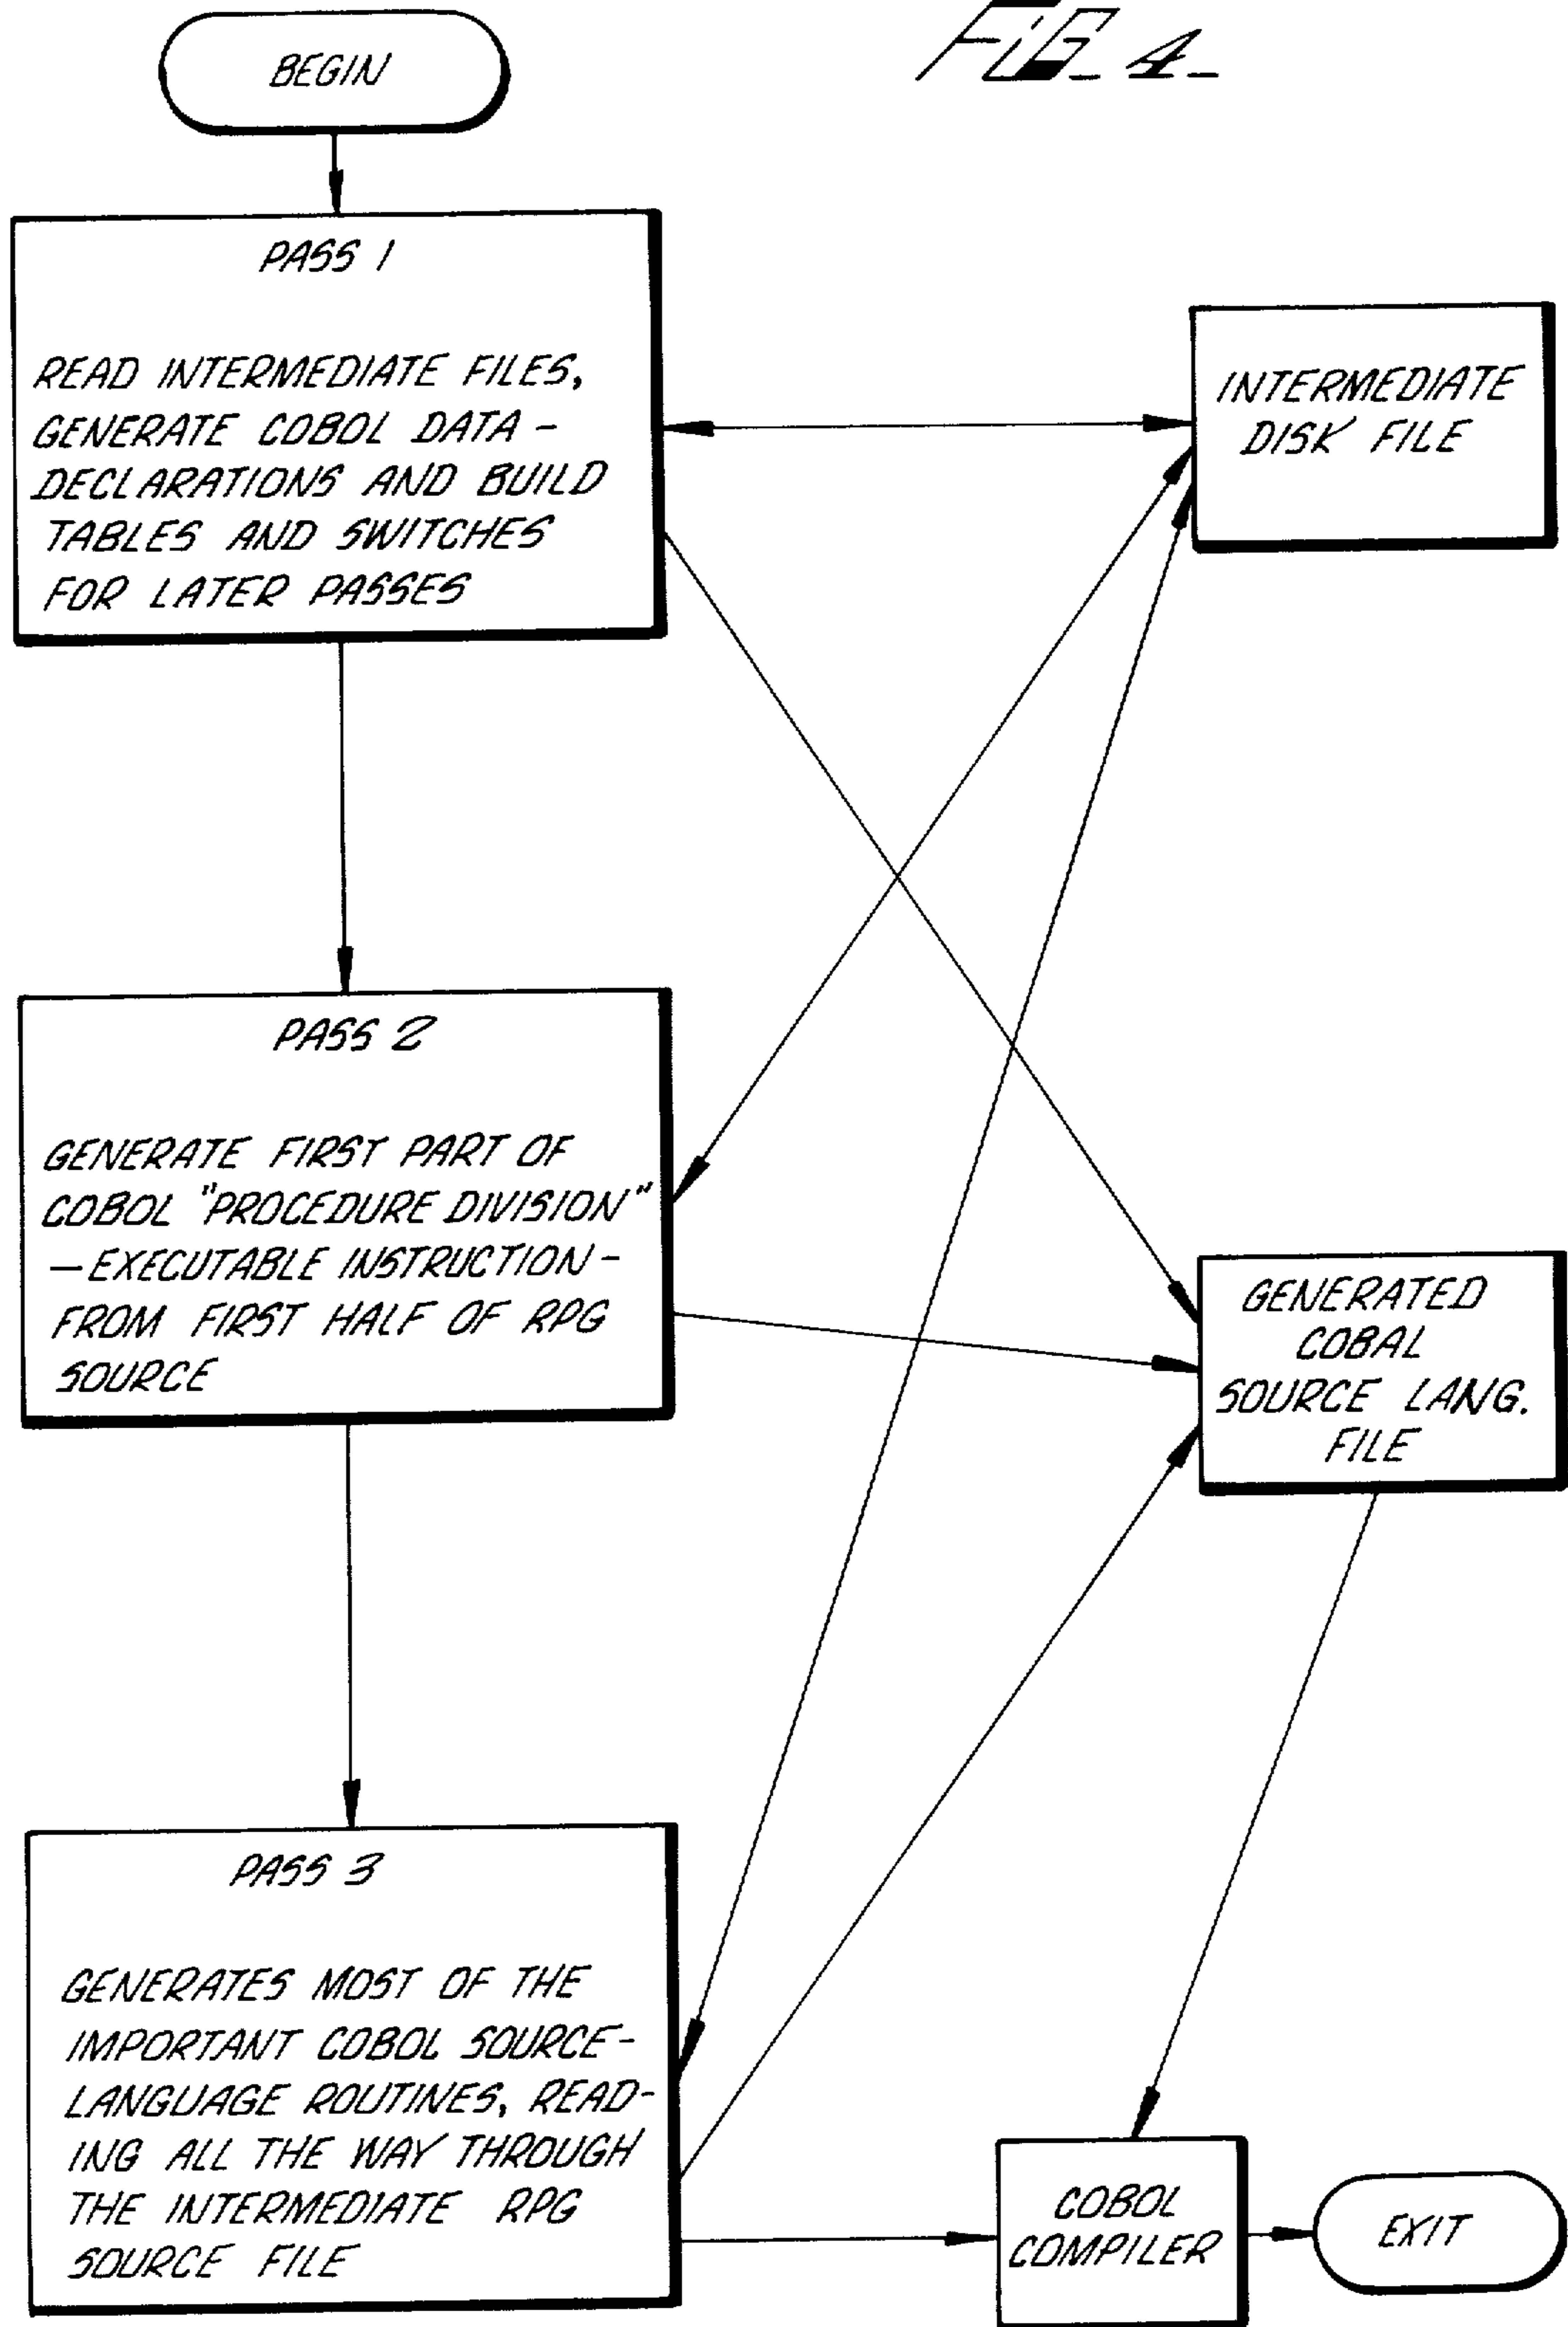 FIG. 4.
BEGIN
PASS 1
READ INTERMEDIATE FILES,
GENERATE COBOL DATA -
DECLARATIONS AND BUILD
TABLES AND SWITCHES
FOR LATER PASSES
INTERMEDIATE
DISK FILE
PASS 2
GENERATE FIRST PART OF
COBOL "PROCEDURE DIVISION"
— EXECUTABLE INSTRUCTION -
FROM FIRST HALF OF RPG
SOURCE
GENERATED
COBAL
SOURCE LANG.
FILE
PASS 3
GENERATES MOST OF THE
IMPORTANT COBOL SOURCE-
LANGUAGE ROUTINES, READ-
ING ALL THE WAY THROUGH
THE INTERMEDIATE RPG
SOURCE FILE
COBOL
COMPILER
EXIT